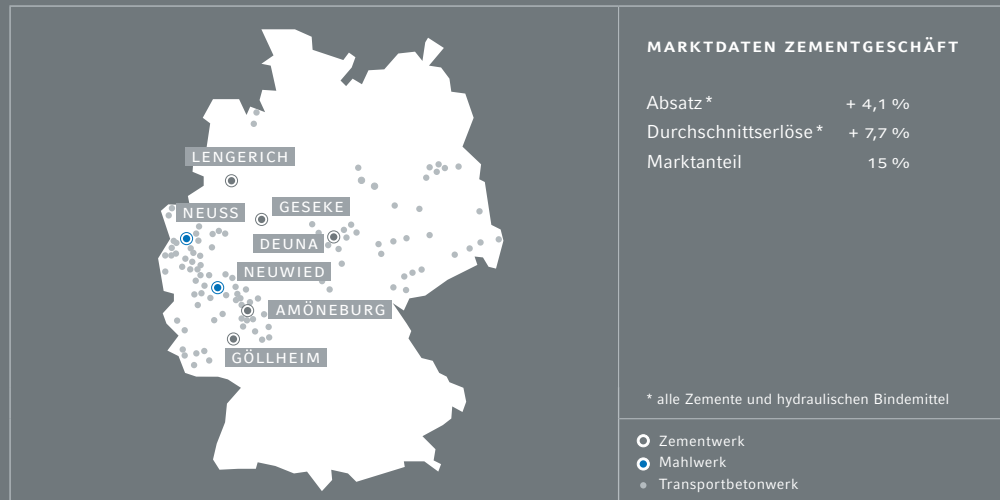 LENGERICH
NEUSS
GESEKE
DEUNA
NEUWIED
AMÖNEBURG
GÖLLHEIM
MARKTDATEN ZEMENTGESCHÄFT
Absatz * + 4,1 %
Durchschnittserlöse * + 7,7 %
Marktanteil 15 %
* alle Zemente und hydraulischen Bindemittel
Zementwerk
Mahlwerk
Transportbetonwerk